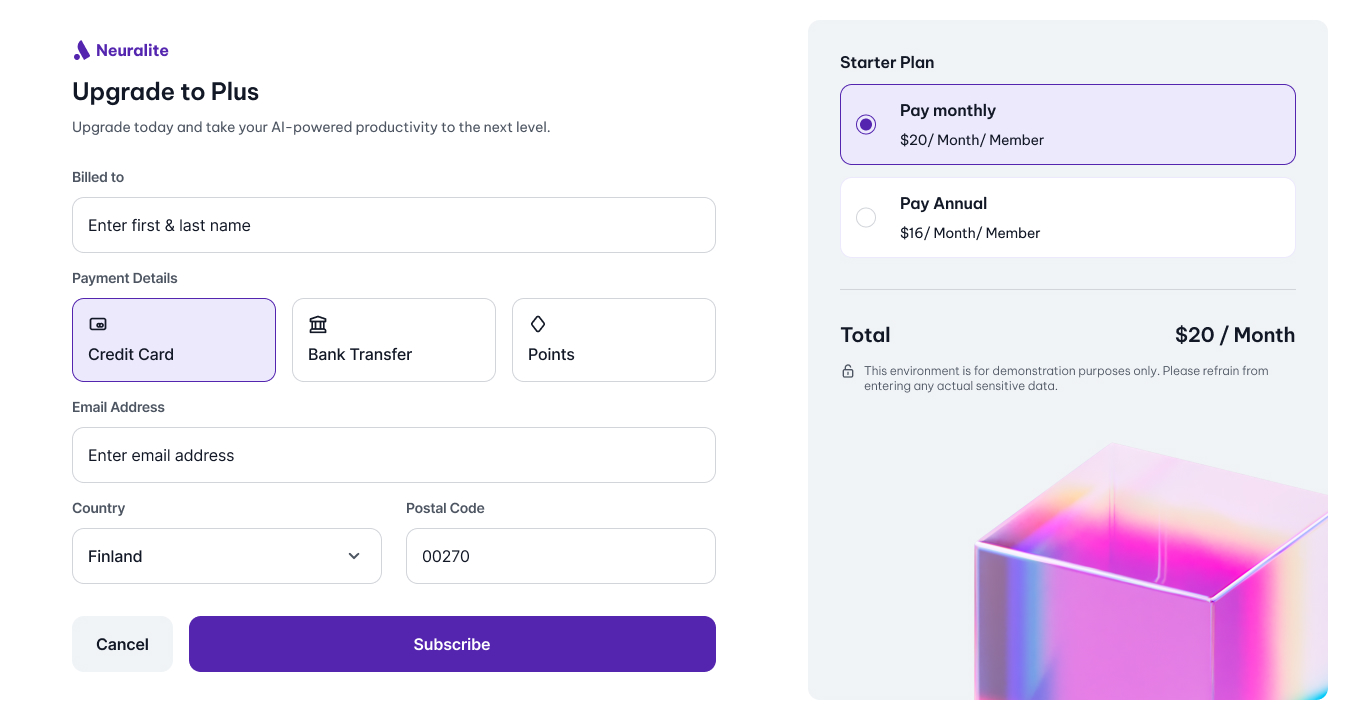 Neuralite
Upgrade to Plus
Upgrade today and take your AI-powered productivity to the next level.
Billed to
Enter first & last name
Payment Details
Credit Card
Bank Transfer
Points
Email Address
Enter email address
Country
Postal Code
Finland
00270
Cancel
Subscribe
Starter Plan
Pay monthly
$20/ Month/ Member
Pay Annual
$16/ Month/ Member
Total
$20 / Month
This environment is for demonstration purposes only. Please refrain from
entering any actual sensitive data.